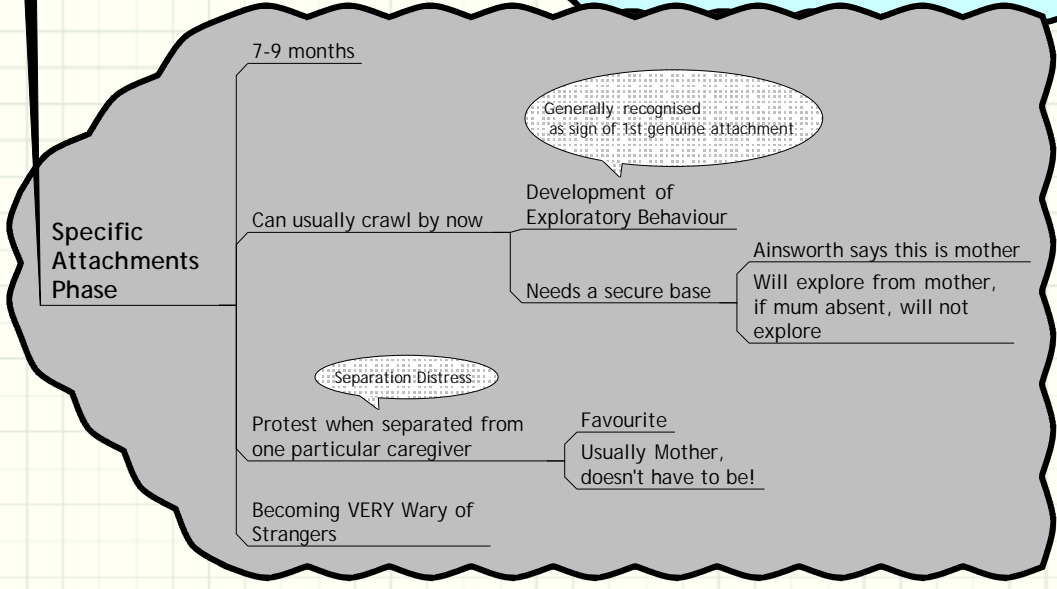 Specific
Attachments
Phase
7-9 months
Can usually crawl by now
Generally recognised
as sign of 1st genuine attachment
Development of
Exploratory Behaviour
Needs a secure base
Ainsworth says this is mother
Will explore from mother,
if mum absent, will not
explore
Separation Distress
Protest when separated from
one particular caregiver
Favourite
Usually Mother,
doesn't have to be!
Becoming VERY Wary of
Strangers